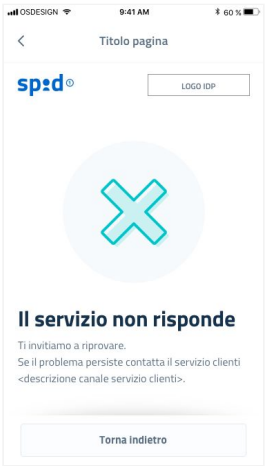 OSDESIGN 9:41 AM 60 %
Titolo pagina
spid
LOGO IDP
Il servizio non risponde
Ti invitiamo a riprovare.
Se il problema persiste contatta il servizio clienti
<descrizione canale servizio clienti>.
Torna indietro